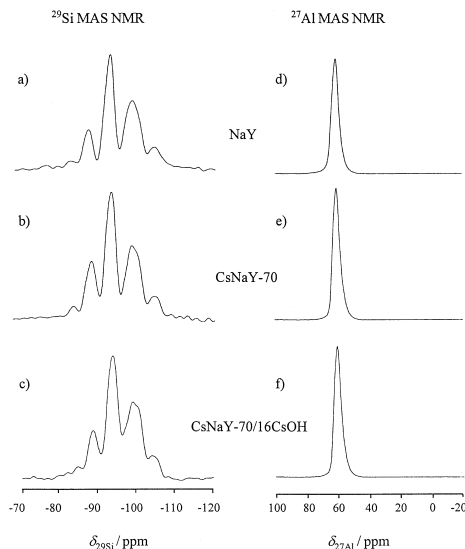 ²⁹Si MAS NMR ²⁷Al MAS NMR
a) d)
NaY
b) e)
CsNaY-70
c) f)
CsNaY-70/16CsOH
-70 -80 -90 -100 -110 -120 100 80 60 40 20 0 -20
δ29Si / ppm δ27Al / ppm